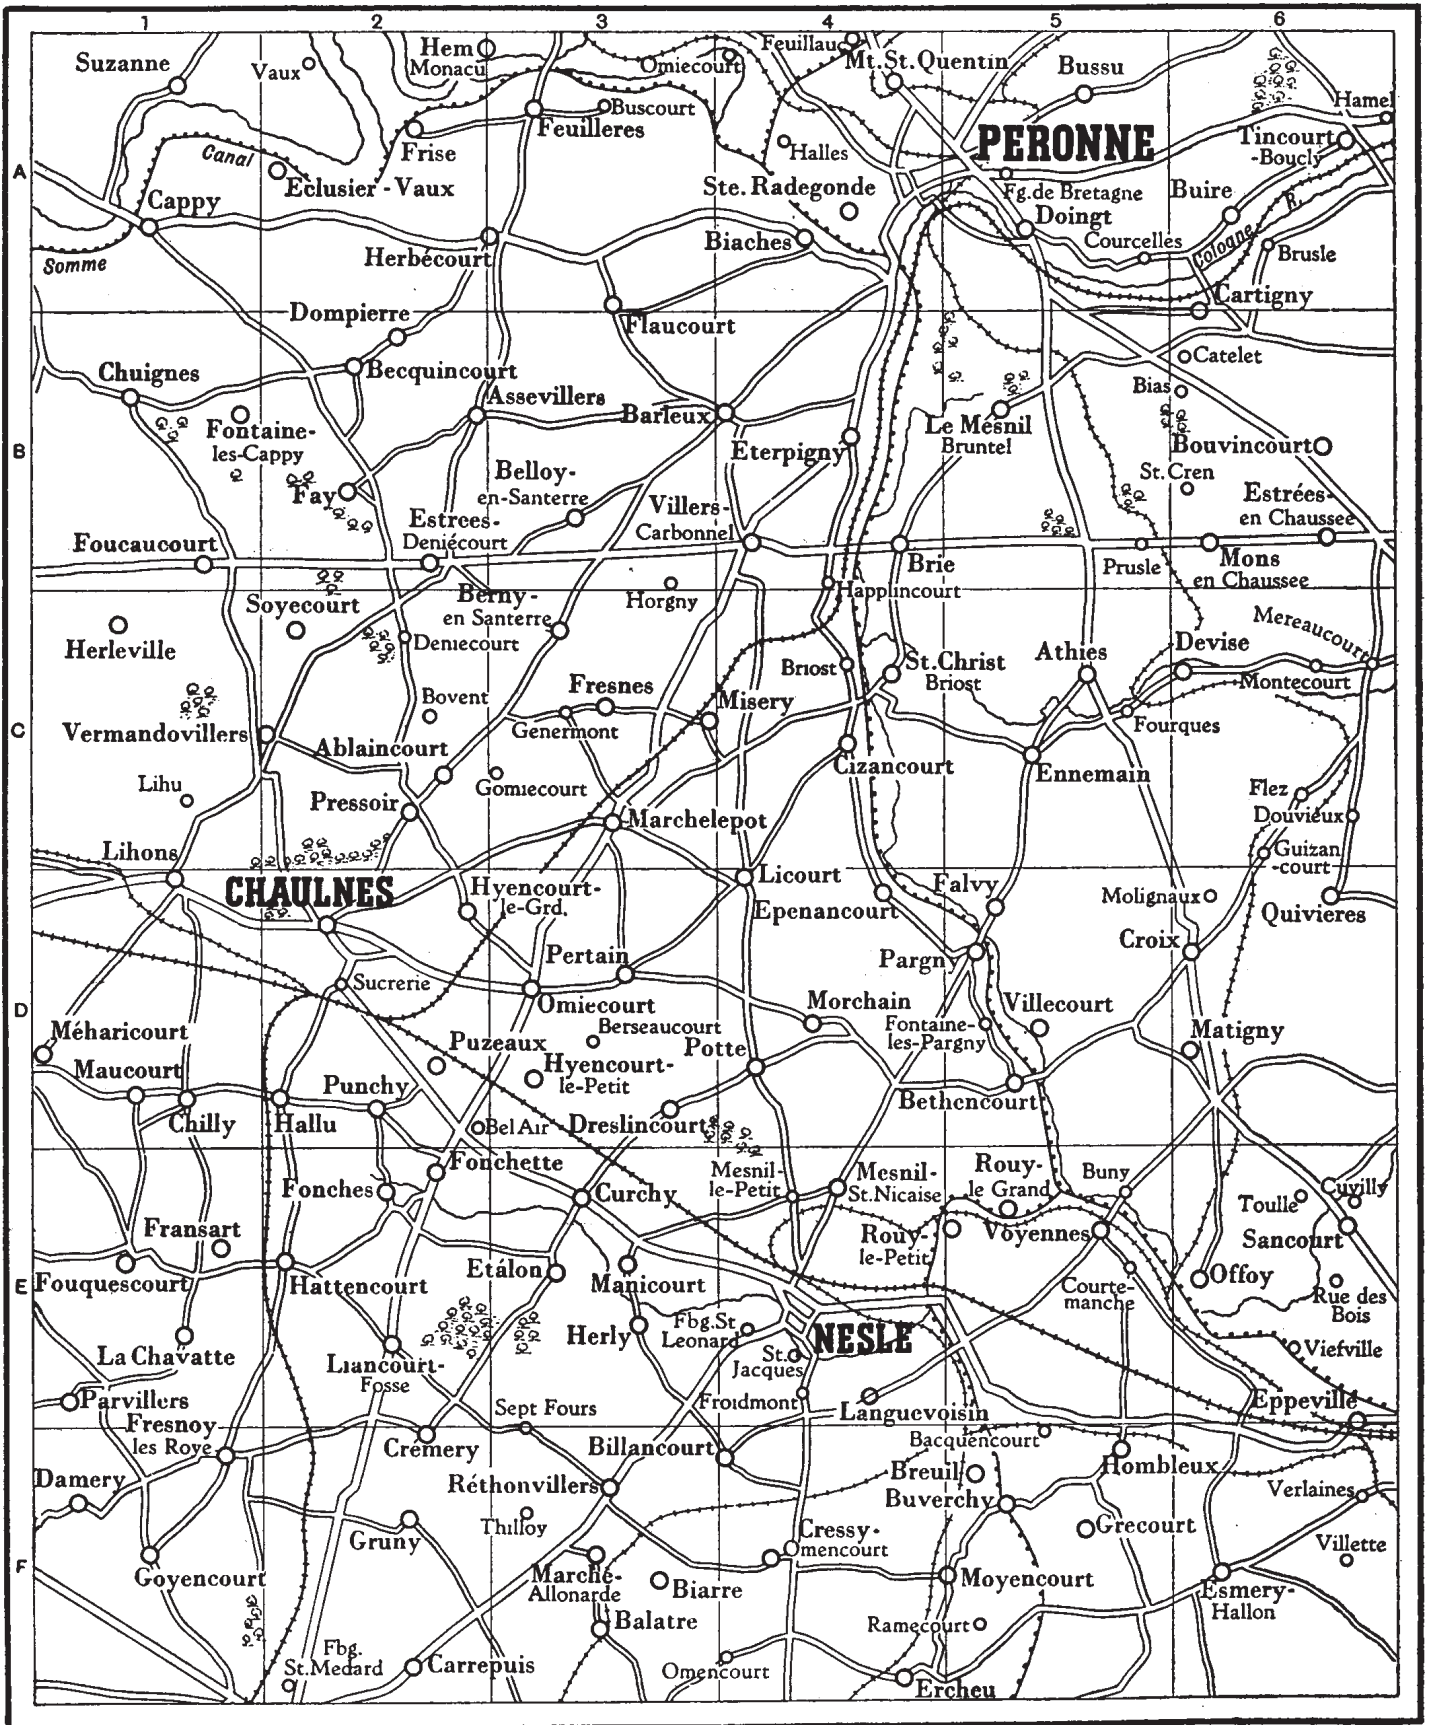 1 2 3 4 5 6
A
Suzanne
Vaux
Hem
Monacu
Omiecourt
Feuillau
Mt. St. Quentin
Bussu
Hamel
Buscourt
Feuilleres
Frise
Canal
Eclusier-Vaux
Halles
PERONNE
Tincourt
-Boucly
Ste. Radegonde
Fg. de Bretagne
Buire
R.
Cappy
Doingt
Herbécourt
Biaches
Courcelles
Cologne
Brusle
Somme
Cartigny
Dompierre
Flaucourt
B
Chuignes
Becquincourt
Catelet
Bias
Assevillers
Barleux
Fontaine-
les-Cappy
Le Mesnil
Bruntel
Eterpigny
Bouvincourt
Fay
Belloy-
en-Santerre
St. Cren
Villers-
Carbonnel
Estrées-
en Chaussee
Foucaucourt
Estrees-
Deniécourt
Brie
Prusle
Mons
en Chaussee
Happlincourt
Horgny
C
Soyecourt
Berny-
en Santerre
Herleville
Deniecourt
Mereaucourt
Devise
Athies
Briost
St. Christ
Briost
Montecourt
Bovent
Fresnes
Misery
Genermont
Fourques
Vermandovillers
Ablaincourt
Cizancourt
Ennemain
Lihu
Gomiecourt
Flez
Pressoir
Marchelepot
Douvieux
Lihons
Guizan
-court
D
CHAULNES
Hyencourt-
le-Grd.
Licourt
Epenancourt
Falvy
Molignaux
Quivieres
Pertain
Pargny
Croix
Sucrerie
Omiecourt
Morchain
Villecourt
Fontaine-
les-Pargny
Berseaucourt
Méharicourt
Puzeaux
Potte
Matigny
Hyencourt-
le-Petit
Maucourt
Punchy
Bethencourt
Chilly
Hallu
Bel Air
Dreslincourt
E
Fonchette
Mesnil-
le-Petit
Mesnil-
St. Nicaise
Rouy-
le Grand
Buny
Fonches
Curchy
Cuvilly
Toulle
Fransart
Rouy-
le-Petit
Voyennes
Sancourt
Fouquescourt
Hattencourt
Etálon
Manicourt
Courte-
manche
Offoy
Rue des
Bois
Herly
Fbg. St
Leonard
NESLE
La Chavatte
Liancourt-
Fosse
St.
Jacques
Viefville
Parvillers
Froidmont
Languevoisin
Eppeville
Sept Fours
Fresnoy
les Roye
F
Crémery
Billancourt
Bacquencourt
Hombleux
Damery
Réthonvillers
Breuil
Buverchy
Verlaines
Thilloy
Gruny
Cressy-
mencourt
Grecourt
Villette
Goyencourt
Marché-
Allonarde
Biarre
Moyencourt
Esmery-
Hallon
Balatre
Ramecourt
Fbg.
St. Medard
Carrepuis
Omencourt
Ercheu